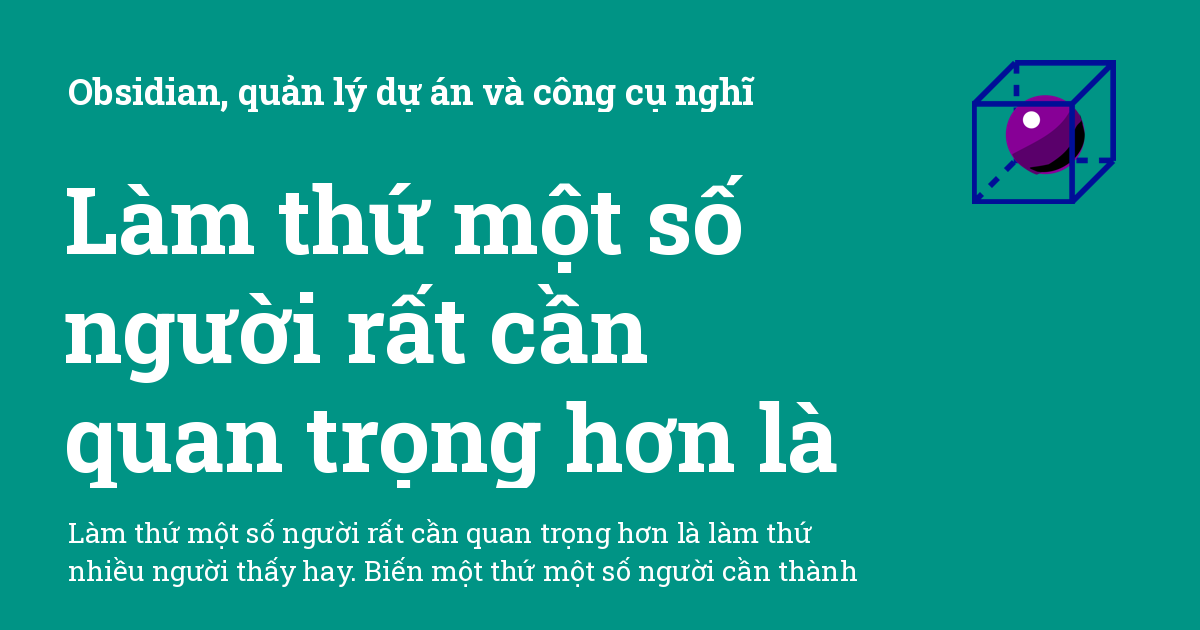 Obsidian, quản lý dự án và công cụ nghĩ
Làm thứ một số
người rất cần
quan trọng hơn là
Làm thứ một số người rất cần quan trọng hơn là làm thứ
nhiều người thấy hay. Biến một thứ một số người cần thành